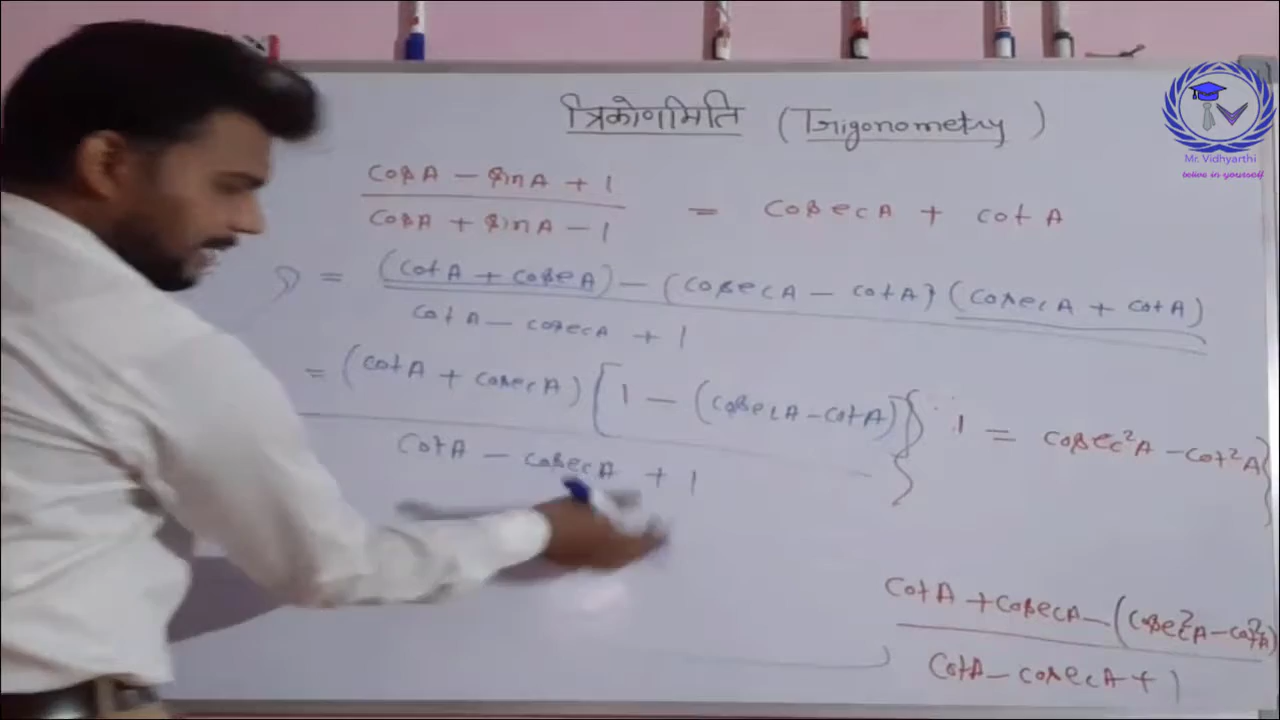 त्रिकोणमिति (Trigonometry)
cosA - sinA + 1
cosA + sinA - 1
= cosecA + cotA
= (cotA + coseA) - (cosecA - cotA) (cosecA + cotA)
cotA - cosecA + 1
= (cotA + cosecA) [1 - (cosecA - cotA)]
cotA - cosecA + 1
1 = cosec²A - cot²A
cotA + cosecA - (cosec²A - cot²A)
cotA - cosecA + 1
Mr. Vidhyarthi
belive in yourself